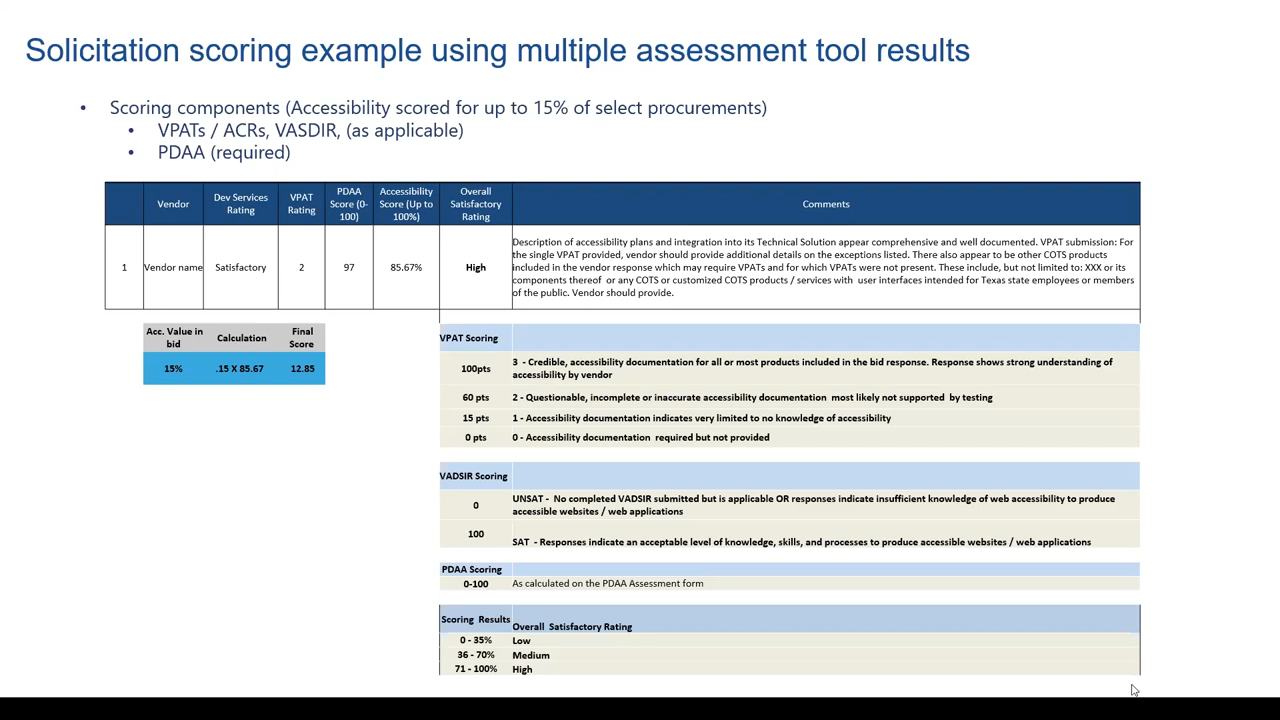 Solicitation scoring example using multiple assessment tool results
• Scoring components (Accessibility scored for up to 15% of select procurements)
• VPATs / ACRs, VASDIR, (as applicable)
• PDAA (required)
Vendor
Dev Services
Rating
VPAT
Rating
PDAA
Score (0-
100)
Accessibility
Score (Up to
100%)
Overall
Satisfactory
Rating
Comments
1
Vendor name
Satisfactory
2
97
85.67%
High
Description of accessibility plans and integration into its Technical Solution appear comprehensive and well documented. VPAT submission: For
the single VPAT provided, vendor should provide additional details on the exceptions listed. There also appear to be other COTS products
included in the vendor response which may require VPATs and for which VPATs were not present. These include, but not limited to: XXX or its
components thereof or any COTS or customized COTS products / services with user interfaces intended for Texas state employees or members
of the public. Vendor should provide.
Acc. Value in
bid
Calculation
Final
Score
15%
.15 X 85.67
12.85
VPAT Scoring
100pts
3 - Credible, accessibility documentation for all or most products included in the bid response. Response shows strong understanding of
accessibility by vendor
60 pts
2 - Questionable, incomplete or inaccurate accessibility documentation most likely not supported by testing
15 pts
1 - Accessibility documentation indicates very limited to no knowledge of accessibility
0 pts
0 - Accessibility documentation required but not provided
VADSIR Scoring
0
UNSAT - No completed VADSIR submitted but is applicable OR responses indicate insufficient knowledge of web accessibility to produce
accessible websites / web applications
100
SAT - Responses indicate an acceptable level of knowledge, skills, and processes to produce accessible websites / web applications
PDAA Scoring
0-100
As calculated on the PDAA Assessment form
Scoring Results
Overall Satisfactory Rating
0 - 35%
Low
36 - 70%
Medium
71 - 100%
High